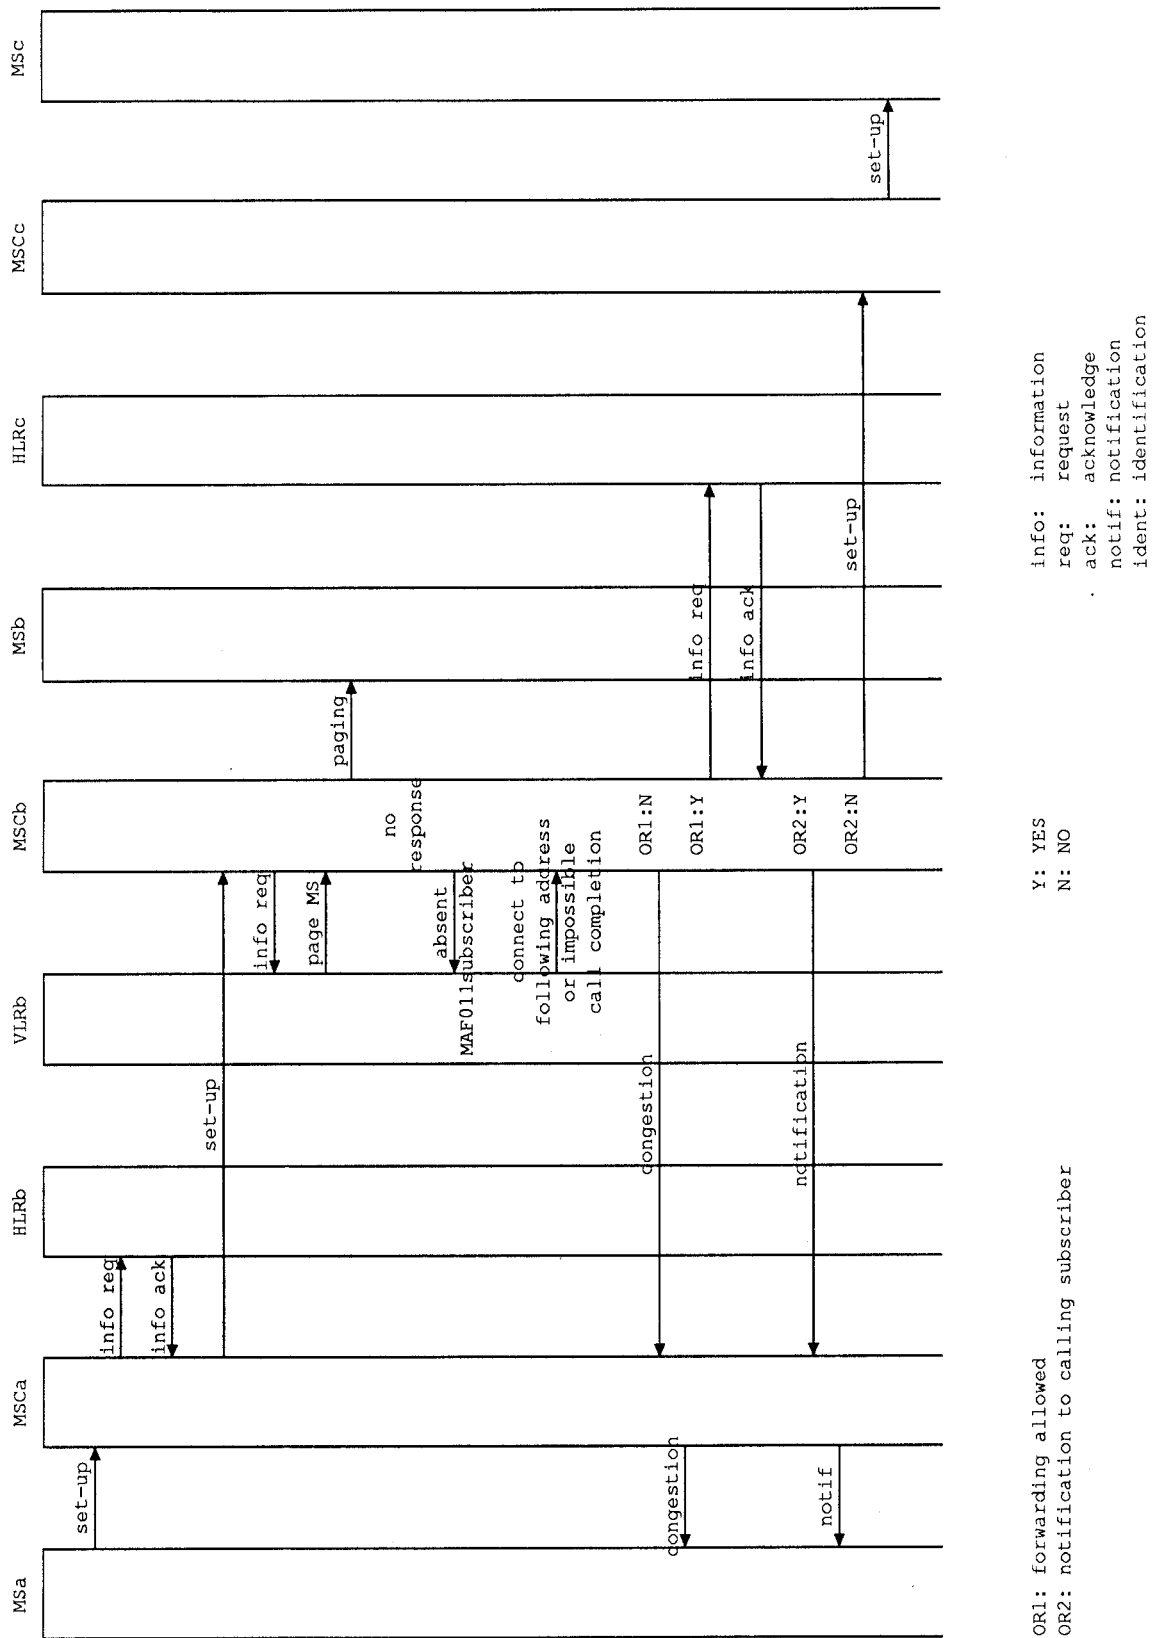 MSa MSCa HLRb VLRb MSCb MSb HLRc MSCc MSc
set-up
info req
info ack
set-up
info req
page MS
paging
no
response
absent
MAF011subscriber
connect to
following address
or impossible
call completion
OR1:N
congestion
congestion
OR1:Y
info req
info ack
OR2:Y
notification
notif
OR2:N
set-up
set-up
OR1: forwarding allowed
OR2: notification to calling subscriber
Y: YES
N: NO
info: information
req: request
ack: acknowledge
notif: notification
ident: identification